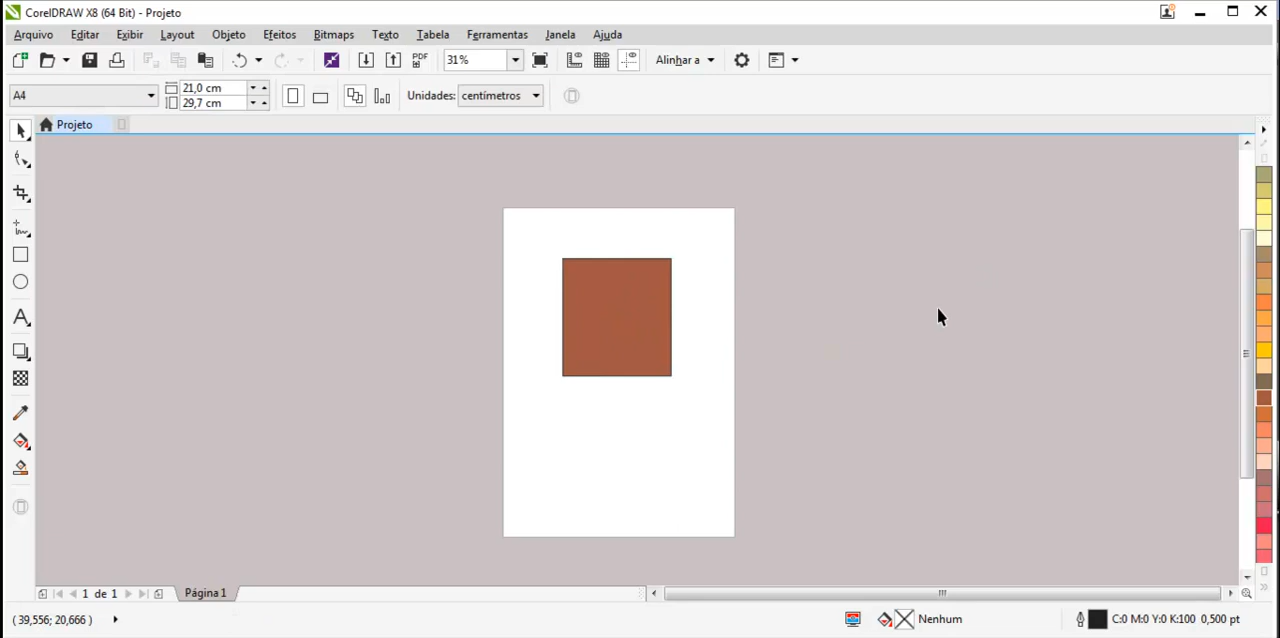 CorelDRAW X8 (64 Bit) - Projeto
Arquivo Editar Exibir Layout Objeto Efeitos Bitmaps Texto Tabela Ferramentas Janela Ajuda
PDF 31% Alinhar a
A4 21,0 cm Unidades: centímetros
29,7 cm
Projeto
A
1 de 1 Página 1
( 39,556; 20,666 ) Nenhum C:0 M:0 Y:0 K:100 0,500 pt